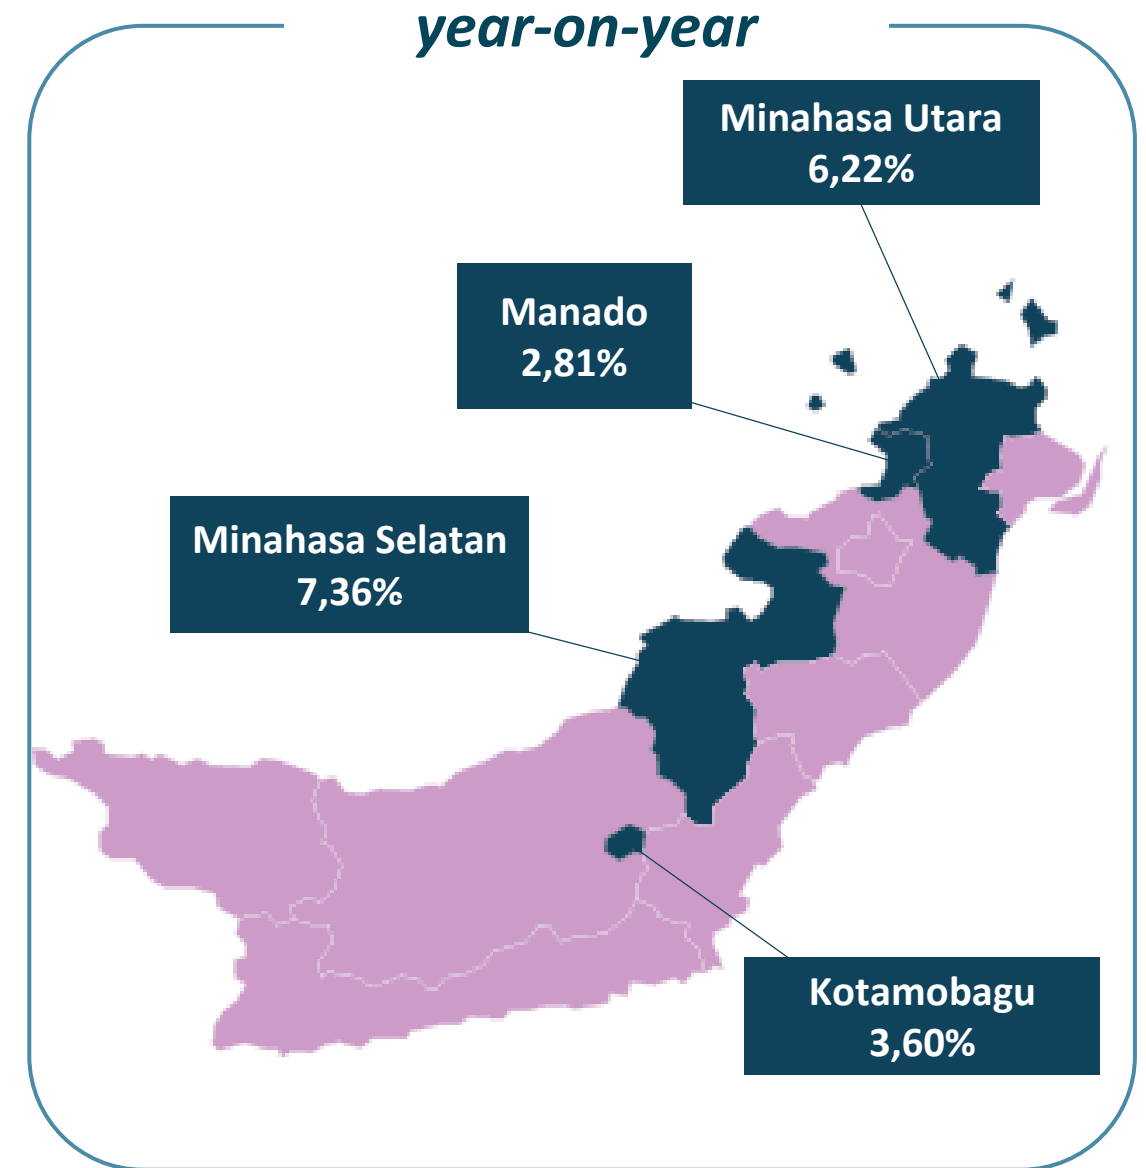 year-on-year
Minahasa Utara
6,22%
Manado
2,81%
Minahasa Selatan
7,36%
Kotamobagu
3,60%